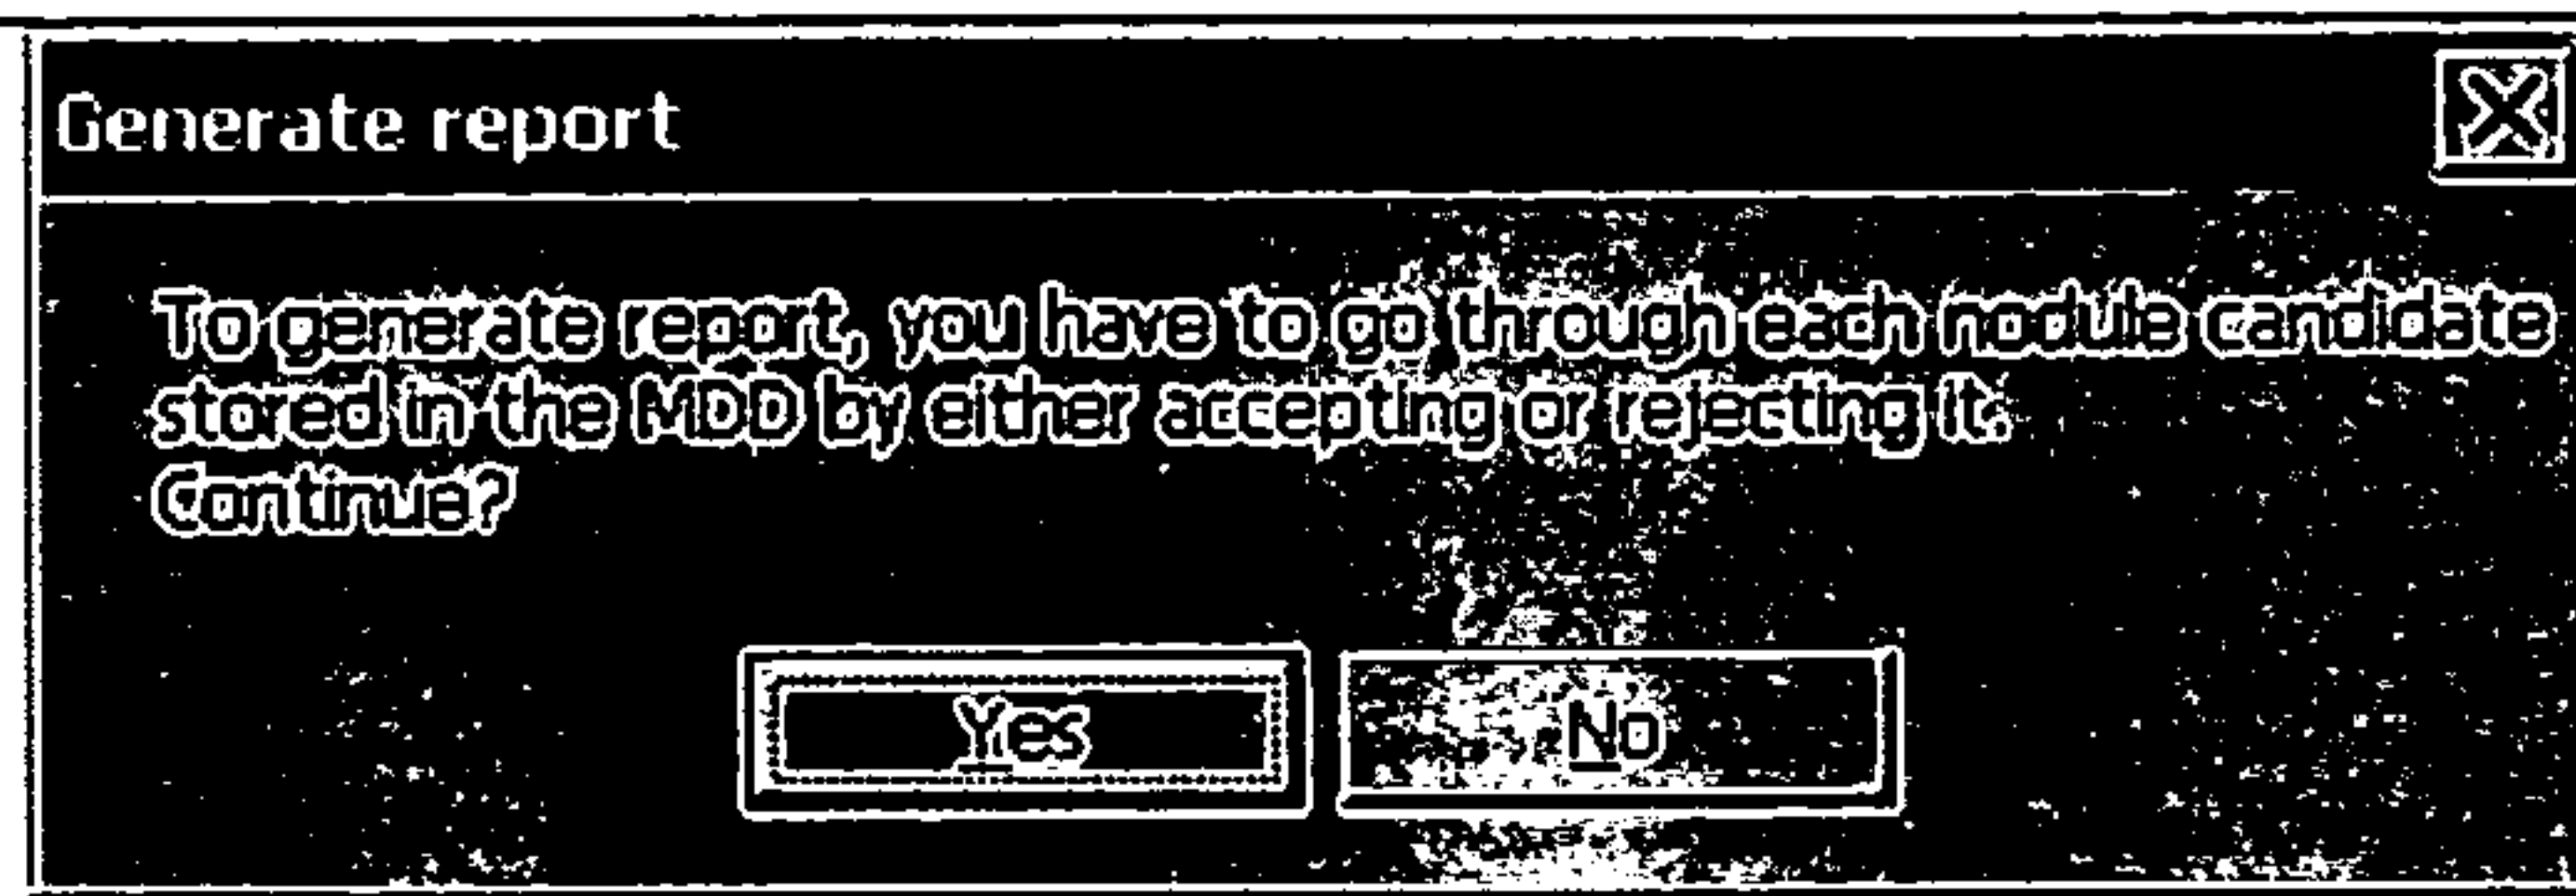 Generate report
To generate report, you have to go through each nodule candidate
stored in the MDD by either accepting or rejecting it.
Continue?
Yes
No